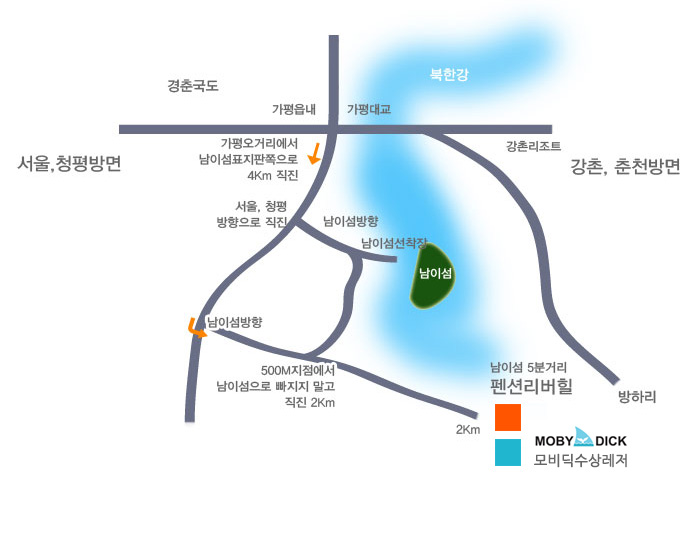 북한강
경춘국도
가평읍내
가평대교
서울,청평방면
가평오거리에서
남이섬표지판쪽으로
4Km 직진
강촌리조트
강촌, 춘천방면
서울, 청평
방향으로 직진
남이섬방향
남이섬선착장
남이섬
남이섬방향
500M지점에서
남이섬으로 빠지지 말고
직진 2Km
2Km
남이섬 5분거리
펜션리버힐
방하리
MOBY DICK
모비딕수상레저